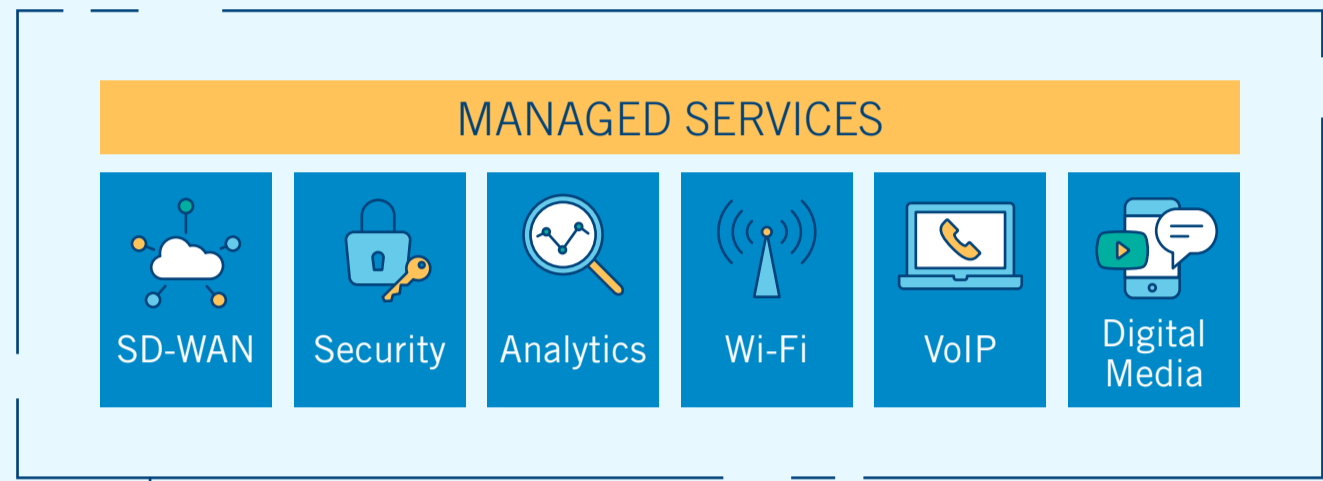 MANAGED SERVICES
SD-WAN
Security
Analytics
Wi-Fi
VoIP
Digital
Media